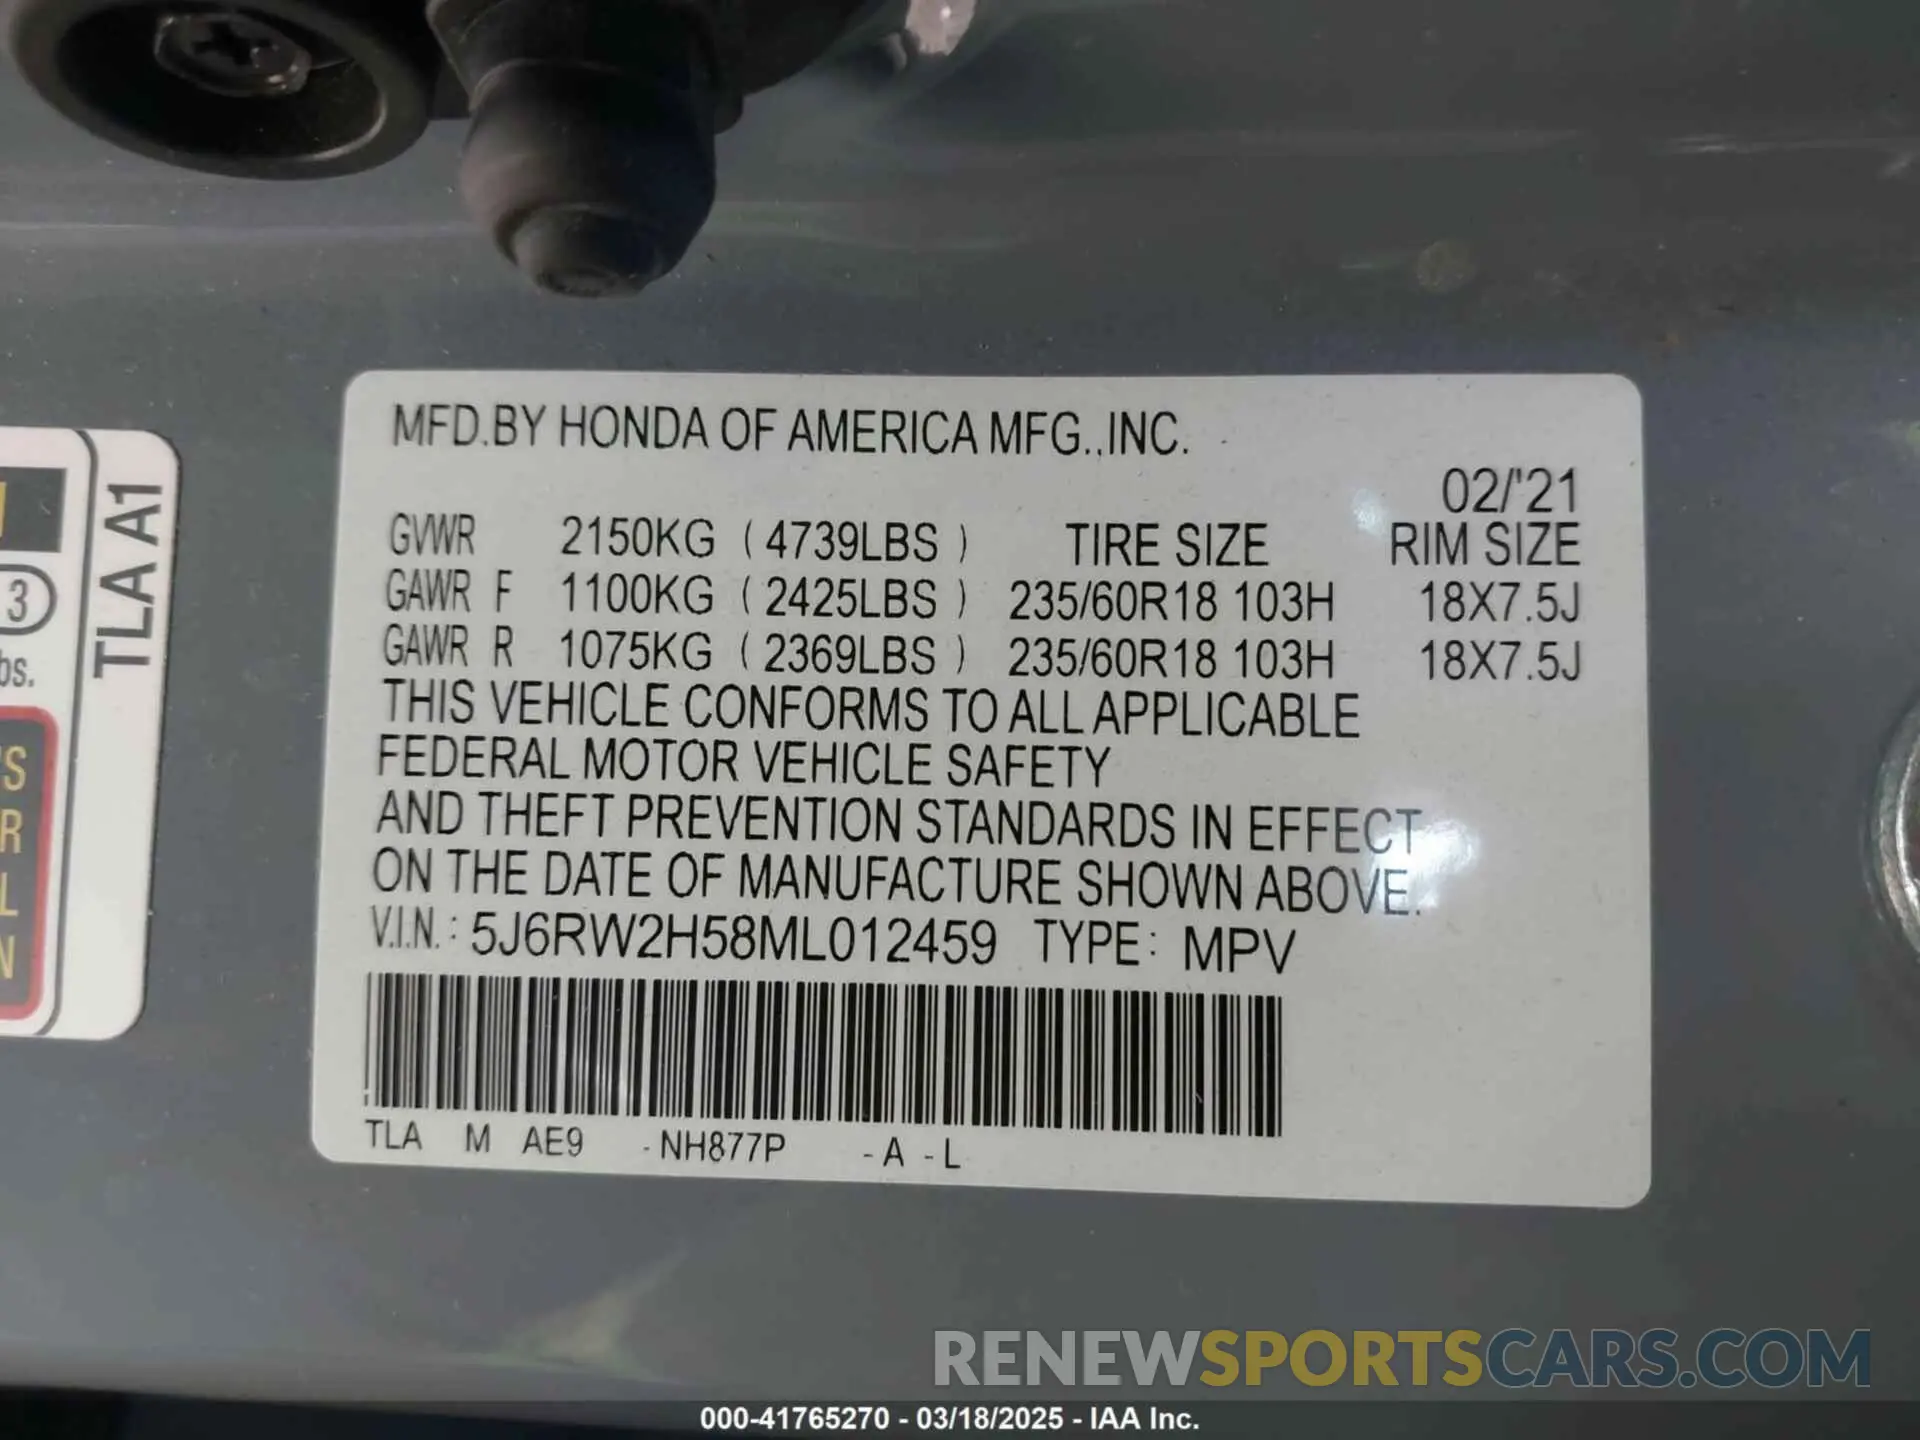 MFD.BY HONDA OF AMERICA MFG.,INC.
02/'21
GVWR 2150KG ( 4739LBS ) TIRE SIZE RIM SIZE
GAWR F 1100KG ( 2425LBS ) 235/60R18 103H 18X7.5J
GAWR R 1075KG ( 2369LBS ) 235/60R18 103H 18X7.5J
THIS VEHICLE CONFORMS TO ALL APPLICABLE
FEDERAL MOTOR VEHICLE SAFETY
AND THEFT PREVENTION STANDARDS IN EFFECT
ON THE DATE OF MANUFACTURE SHOWN ABOVE.
V.I.N.: 5J6RW2H58ML012459 TYPE: MPV
TLA M AE9 -NH877P -A -L
TLA A1
3
bs.
'S
R
L
N
RENEWSPORTSCARS.COM
000-41765270 - 03/18/2025 - IAA Inc.